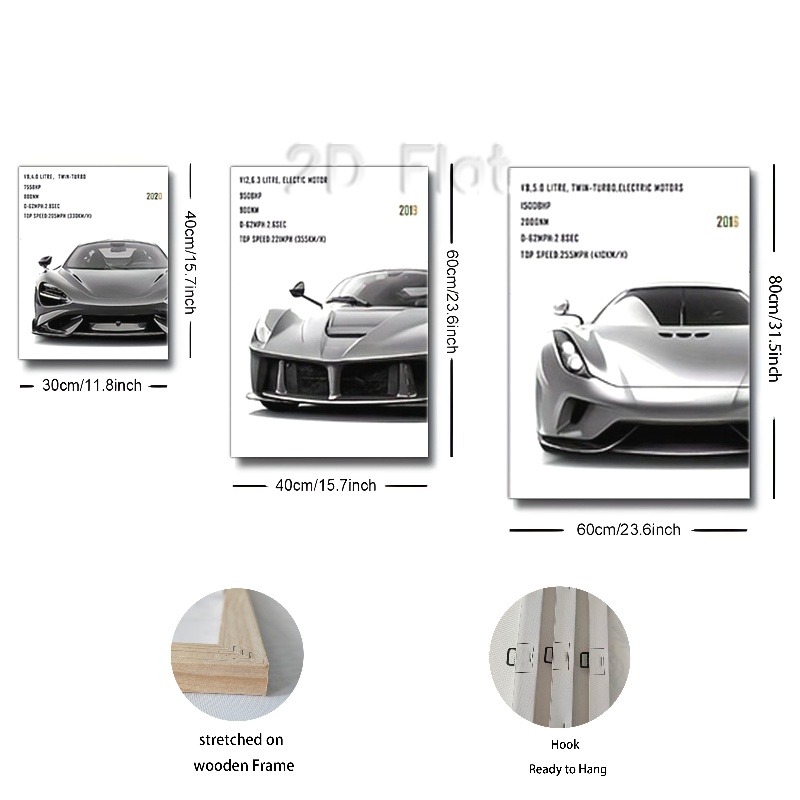 2D Flat
V8,4.0 LITRE, TWIN-TURBO
755BHP
800NM
0-62MPH:2.8SEC
TOP SPEED:205MPH (330KM/H)
2020
V12,6.3 LITRE, ELECTIC MOTOR
950BHP
900NM
0-62MPH:2.6SEC
TOP SPEED:221MPH (355KM/H)
2013
V8,5.0 LITRE, TWIN-TURBO,ELECTRIC MOTORS
1500BHP
2000NM
0-62MPH:2.8SEC
TOP SPEED:255MPH (410KM/H)
2016
40cm/15.7inch
30cm/11.8inch
60cm/23.6inch
40cm/15.7inch
80cm/31.5inch
60cm/23.6inch
stretched on
wooden Frame
Hook
Ready to Hang